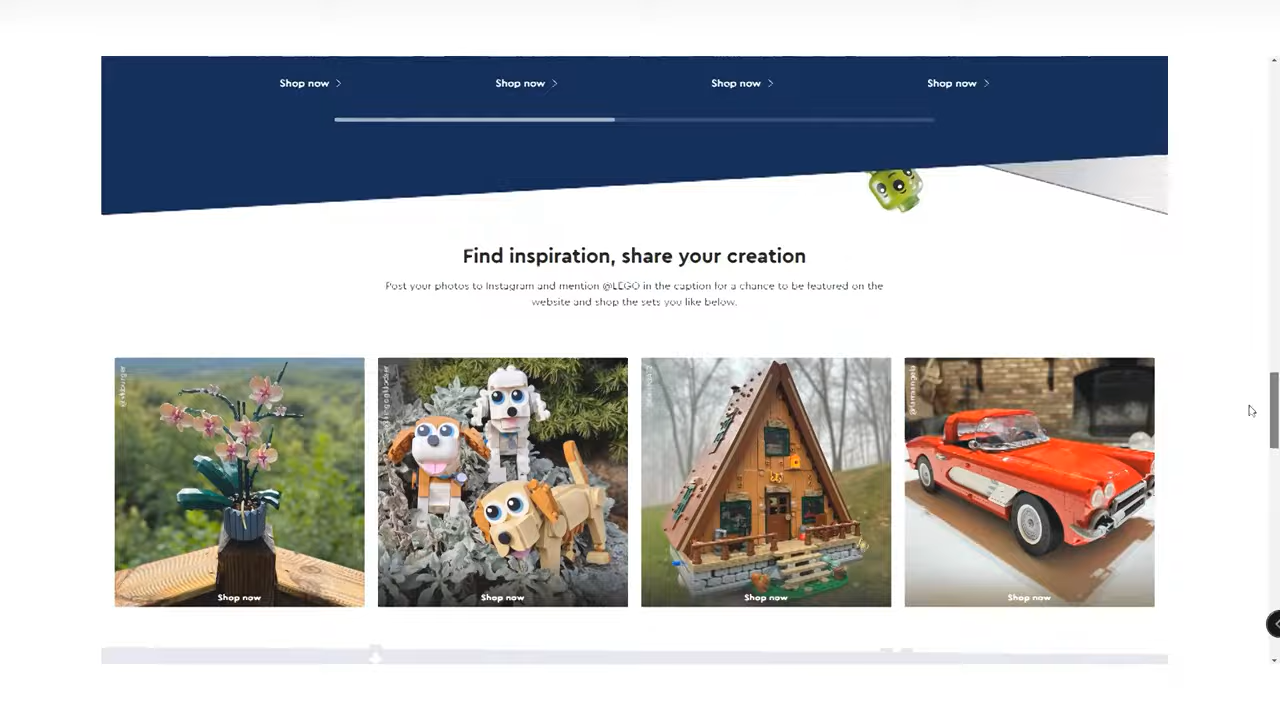 Shop now
Shop now
Shop now
Shop now
Find inspiration, share your creation
Post your photos to Instagram and mention @LEGO in the caption for a chance to be featured on the
website and shop the sets you like below.
Shop now
Shop now
Shop now
Shop now